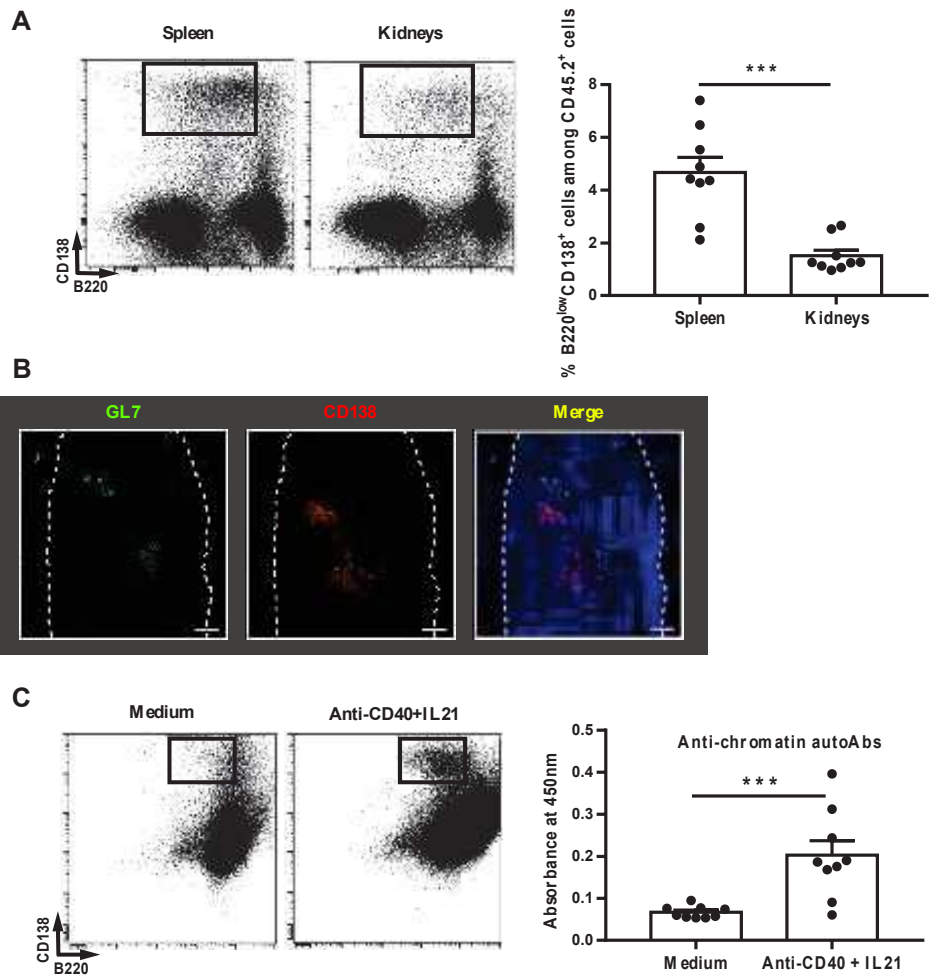 A
Spleen
Kidneys
CD138
B220
% B220lowCD138+ cells among CD45.2+ cells
8
6
4
2
0
***
Spleen
Kidneys
B
GL7
CD138
Merge
C
Medium
Anti-CD40+IL21
CD138
B220
Absorbance at 450nm
0.5
0.4
0.3
0.2
0.1
0.0
Anti-chromatin autoAbs
***
Medium
Anti-CD40 + IL21